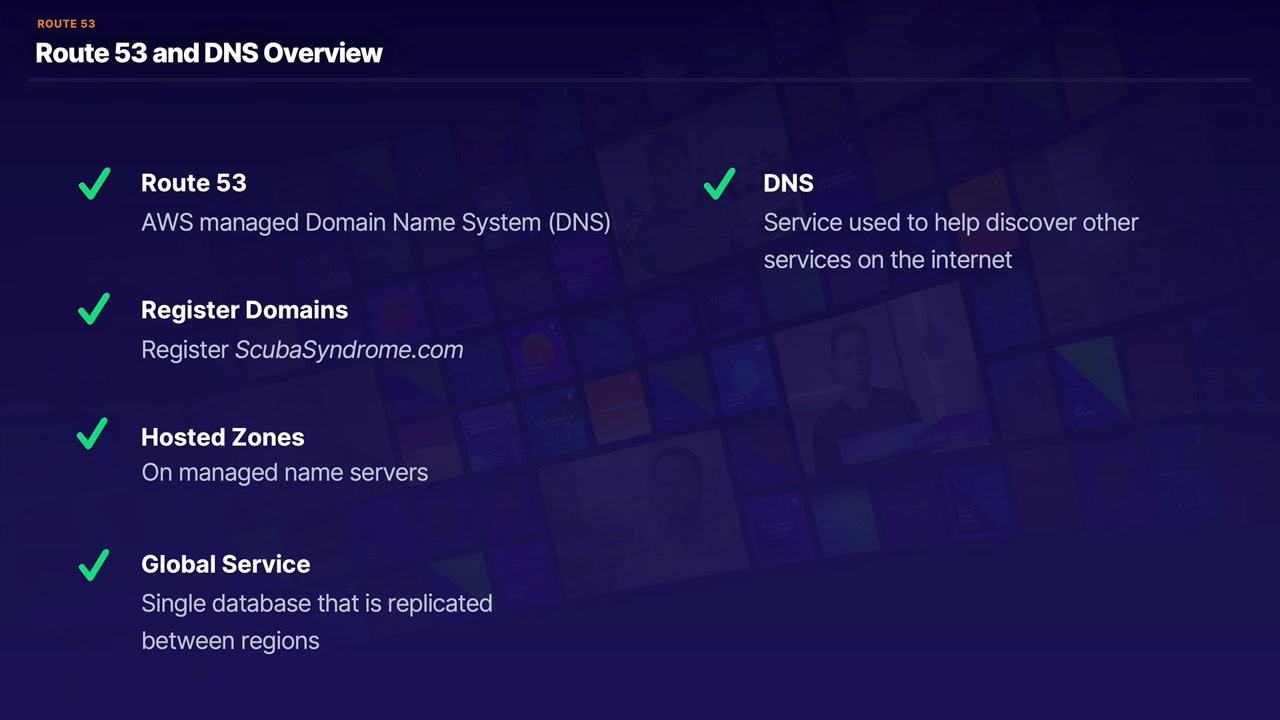 ROUTE 53
Route 53 and DNS Overview
Route 53
AWS managed Domain Name System (DNS)
Register Domains
Register ScubaSyndrome.com
Hosted Zones
On managed name servers
Global Service
Single database that is replicated
between regions
DNS
Service used to help discover other
services on the internet